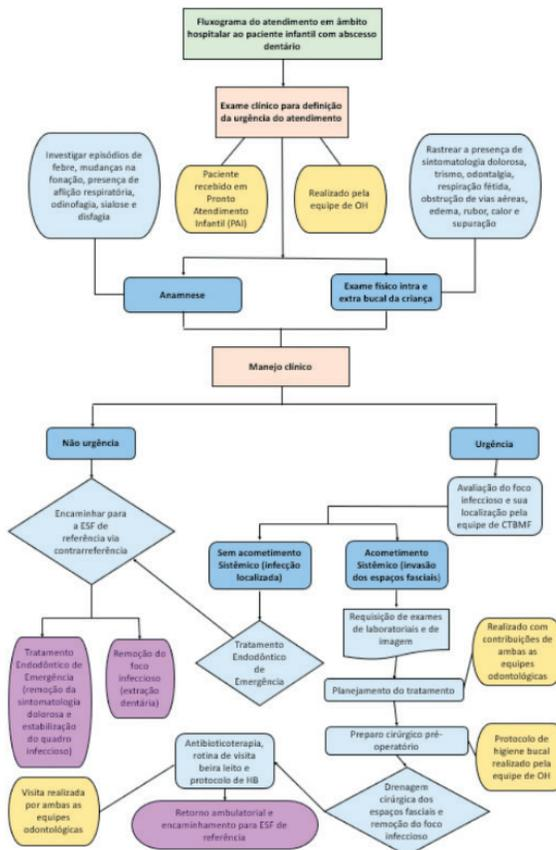 Fluxograma do atendimento em âmbito
hospitalar ao paciente infantil com abscesso
dentário
Exame clínico para definição
da urgência do atendimento
Investigar episódios de
febre, mudanças na
fonação, presença de
aflição respiratória,
odinofagia, sialose e
disfagia
Paciente
recebido em
Pronto
Atendimento
Infantil (PAI)
Realizado pela
equipe de OH
Rastrear a presença de
sintomatologia dolorosa,
trismo, odontalgia,
respiração fétida,
obstrução de vias aéreas,
edema, rubor, calor e
supuração
Anamnese
Exame físico intra e
extra bucal da criança
Manejo clínico
Não urgência
Urgência
Encaminhar para
a ESF de
referência via
contrarreferência
Avaliação do foco
infeccioso e sua
localização pela
equipe de CTBMF
Sem acometimento
Sistêmico (infecção
localizada)
Acometimento
Sistêmico (invasão
dos espaços fasciais)
Requisição de exames
de laboratoriais e de
imagem
Realizado com
contribuições de
ambas as
equipes
odontológicas
Tratamento
Endodôntico de
Emergência
(remoção da
sintomatologia
dolorosa e
estabilização
do quadro
infeccioso)
Remoção do
foco
infeccioso
(extração
dentária)
Tratamento
Endodôntico de
Emergência
Planejamento do tratamento
Preparo cirúrgico pré-
operatório
Protocolo de
higiene bucal
realizado pela
equipe de OH
Antibioticoterapia,
rotina de visita
beira leito e
protocolo de HB
Visita realizada
por ambas as
equipes
odontológicas
Drenagem
cirúrgica dos
espaços fasciais e
remoção do foco
infeccioso
Retorno ambulatorial e
encaminhamento para ESF de
referência